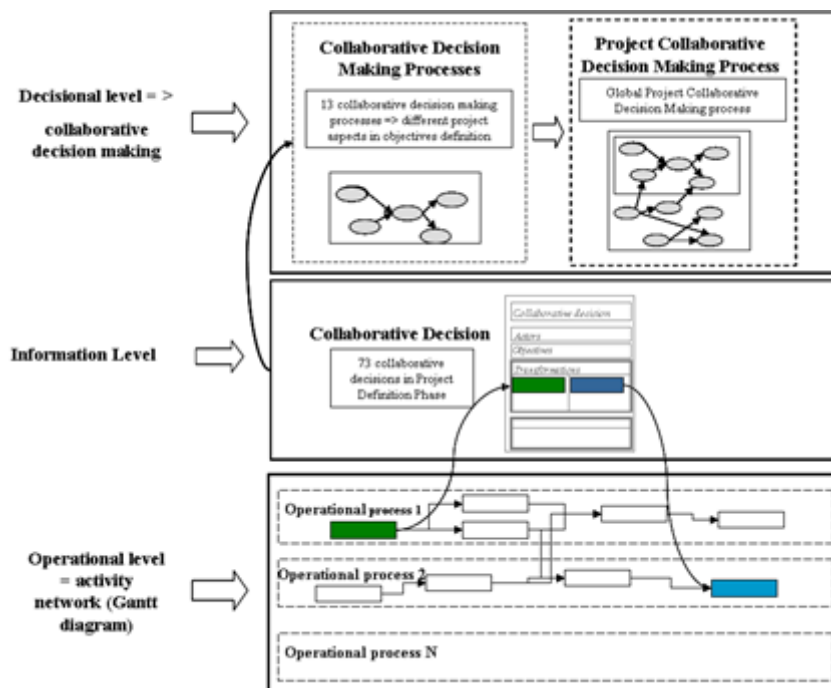 Decisional level = >
collaborative
decision making
Collaborative Decision
Making Processes
13 collaborative decision making
processes => different project
aspects in objectives definition
Project Collaborative
Decision Making Process
Global Project Collaborative
Decision Making process
Information Level
Collaborative Decision
73 collaborative
decisions in Project
Definition Phase
Collaborative decision
Actors
Objectives
Transformations
Operational level
= activity
network (Gantt
diagram)
Operational process 1
Operational process 2
Operational process N